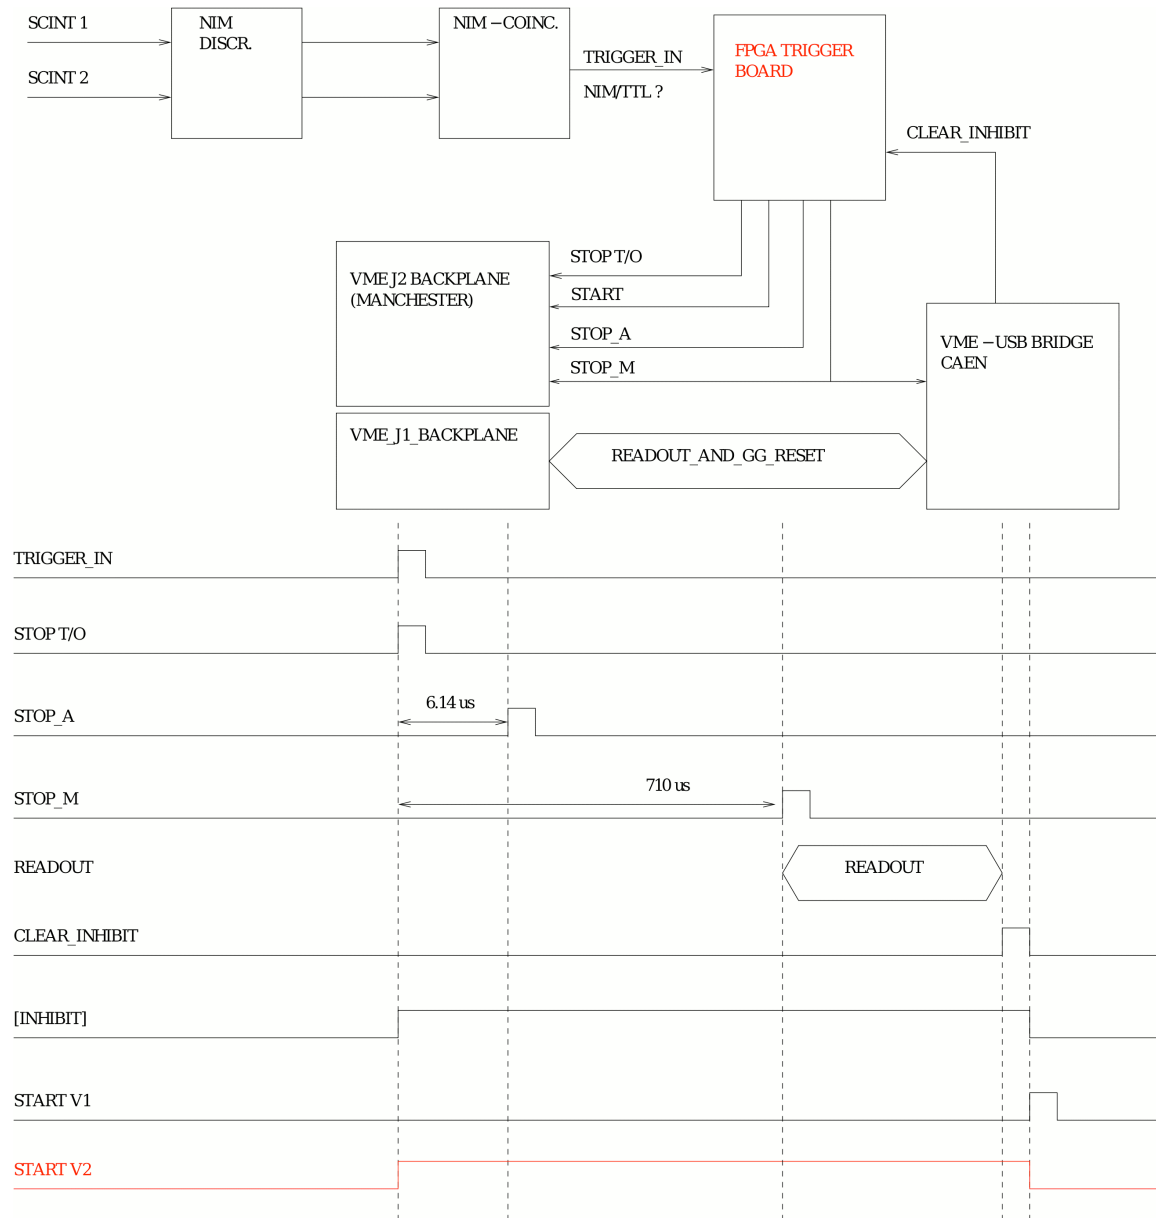 SCINT 1
NIM
DISCR.
NIM – COINC.
SCINT 2
TRIGGER_IN
NIM/TTL ?
FPGA TRIGGER
BOARD
CLEAR_INHIBIT
STOP T/O
START
STOP_A
STOP_M
VME J2 BACKPLANE
(MANCHESTER)
VME – USB BRIDGE
CAEN
VME_J1_BACKPLANE
READOUT_AND_GG_RESET
TRIGGER_IN
STOP T/O
6.14 us
STOP_A
710 us
STOP_M
READOUT
READOUT
CLEAR_INHIBIT
[INHIBIT]
START V1
START V2